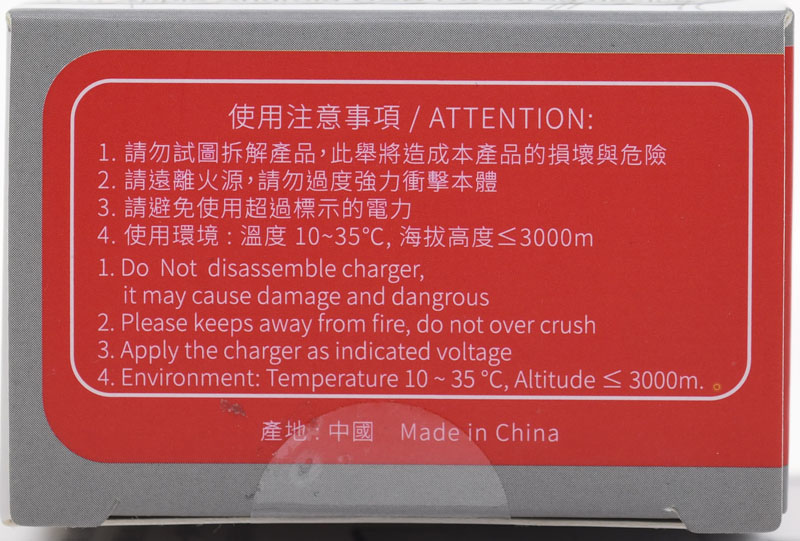 使用注意事項 / ATTENTION:
1. 請勿試圖拆解產品,此舉將造成本產品的損壞與危險
2. 請遠離火源,請勿過度強力衝擊本體
3. 請避免使用超過標示的電力
4. 使用環境 : 溫度 10~35℃, 海拔高度≤3000m
1. Do Not disassemble charger,
it may cause damage and dangrous
2. Please keeps away from fire, do not over crush
3. Apply the charger as indicated voltage
4. Environment: Temperature 10 ~ 35 ℃, Altitude ≤ 3000m.
產地 : 中國 Made in China